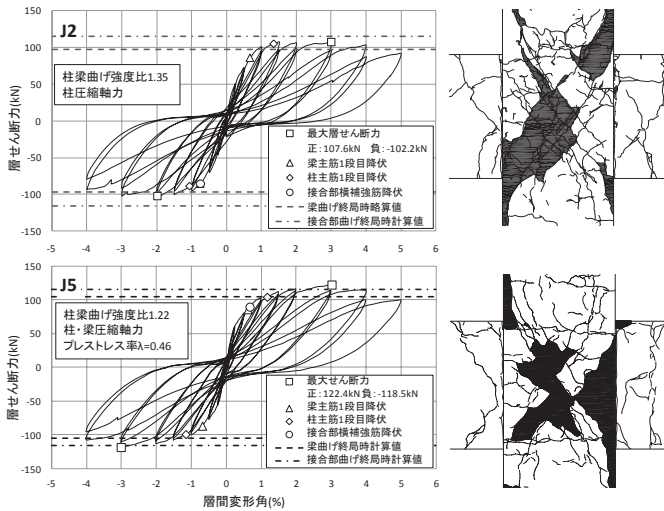 J2
150
100
50
0
-50
-100
-150
層せん断力(kN)
柱梁曲げ強度比1.35
柱圧縮軸力
最大層せん断力
正:107.6kN 負:-102.2kN
梁主筋1段目降伏
柱主筋1段目降伏
接合部横補強筋降伏
梁曲げ終局時略算値
接合部曲げ終局時計算値
-5 -4 -3 -2 -1 0 1 2 3 4 5 6
J5
150
100
50
0
-50
-100
-150
層せん断力(kN)
柱梁曲げ強度比1.22
柱・梁圧縮軸力
プレストレス率λ=0.46
最大せん断力
正:122.4kN 負:-118.5kN
梁主筋1段目降伏
柱主筋1段目降伏
接合部横補強筋降伏
梁曲げ終局時計算値
接合部曲げ終局時計算値
-5 -4 -3 -2 -1 0 1 2 3 4 5 6
層間変形角(%)